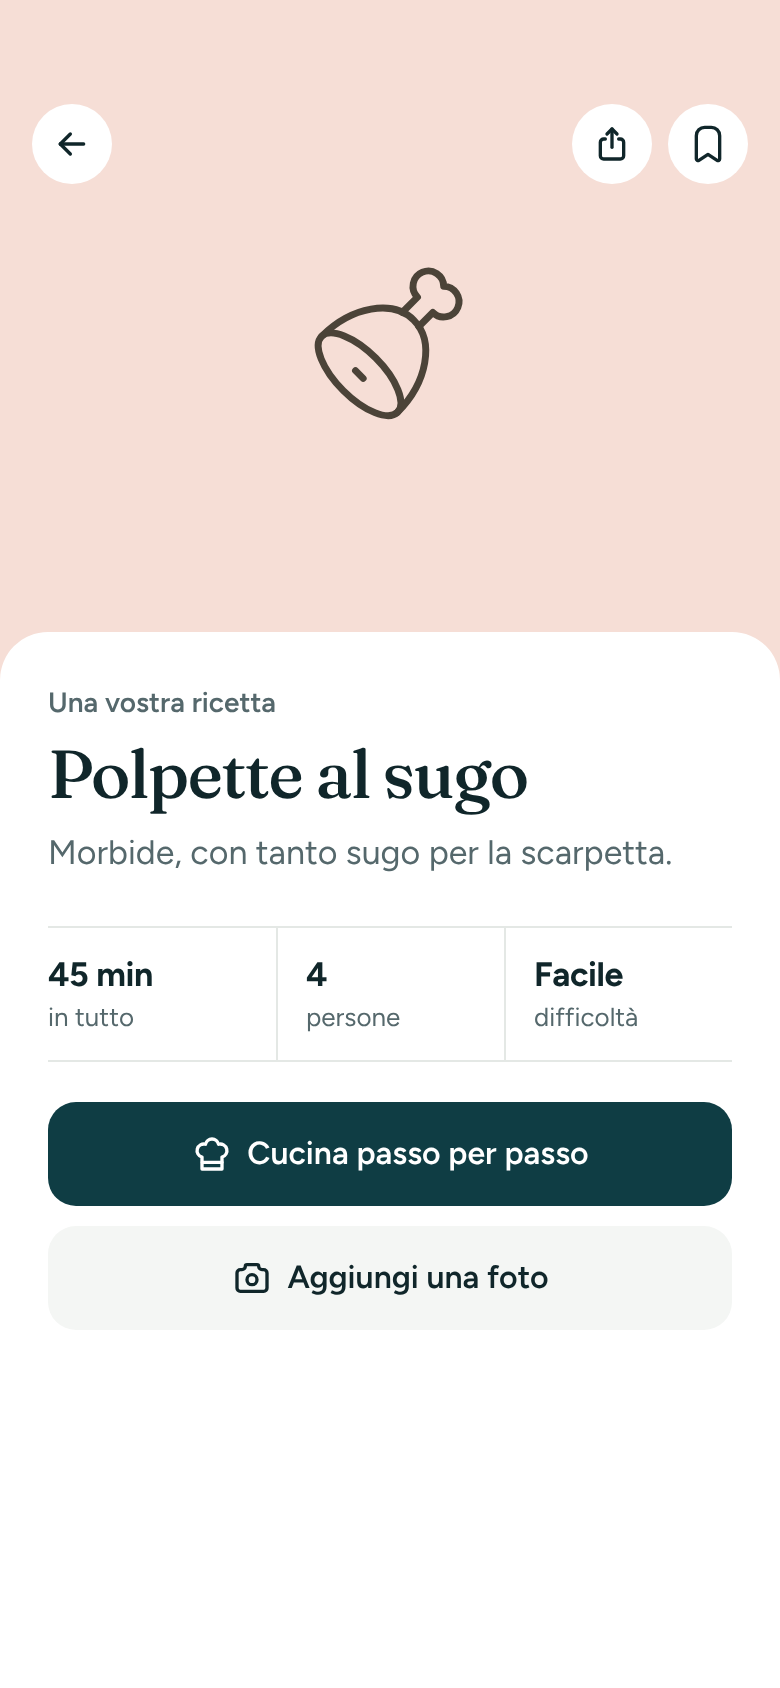 Una vostra ricetta
Polpette al sugo
Morbide, con tanto sugo per la scarpetta.
45 min
in tutto
4
persone
Facile
difficoltà
Cucina passo per passo
Aggiungi una foto